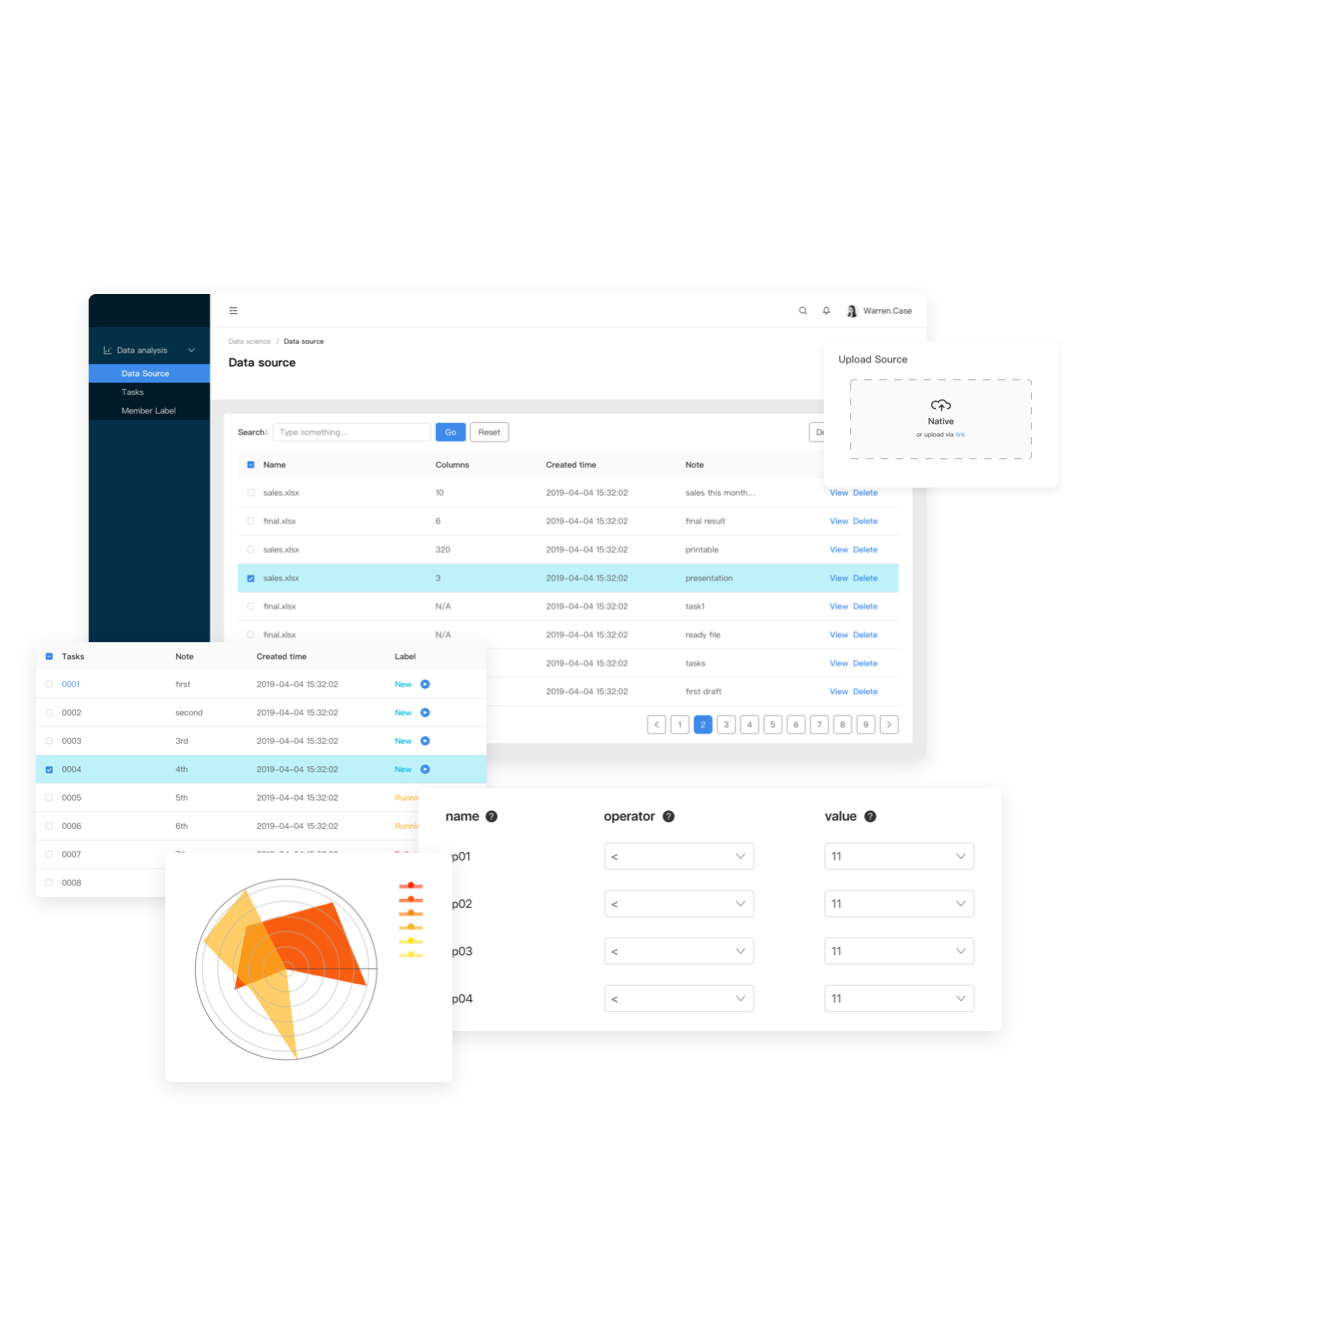 Warren.Case
Data analysis
Data Source
Tasks
Member Label
Data science / Data source
Data source
Search: Type something... Go Reset
Name Columns Created time Note
sales.xlsx 10 2019-04-04 15:32:02 sales this month... View Delete
final.xlsx 6 2019-04-04 15:32:02 final result View Delete
sales.xlsx 320 2019-04-04 15:32:02 printable View Delete
sales.xlsx 3 2019-04-04 15:32:02 presentation View Delete
final.xlsx N/A 2019-04-04 15:32:02 task1 View Delete
final.xlsx N/A 2019-04-04 15:32:02 ready file View Delete
2019-04-04 15:32:02 tasks View Delete
2019-04-04 15:32:02 first draft View Delete
1 2 3 4 5 6 7 8 9
Upload Source
Native
or upload via link
Tasks Note Created time Label
0001 first 2019-04-04 15:32:02 New
0002 second 2019-04-04 15:32:02 New
0003 3rd 2019-04-04 15:32:02 New
0004 4th 2019-04-04 15:32:02 New
0005 5th 2019-04-04 15:32:02
0006 6th 2019-04-04 15:32:02
0007
0008
name ? operator ? value ?
p01 < 11
p02 < 11
p03 < 11
p04 < 11